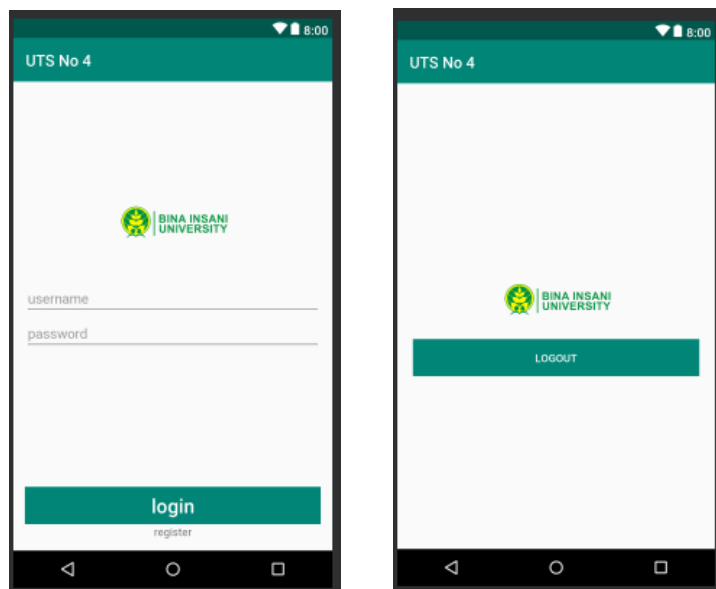 8:00
UTS No 4
BINA INSANI
UNIVERSITY
username
password
login
register
8:00
UTS No 4
BINA INSANI
UNIVERSITY
LOGOUT